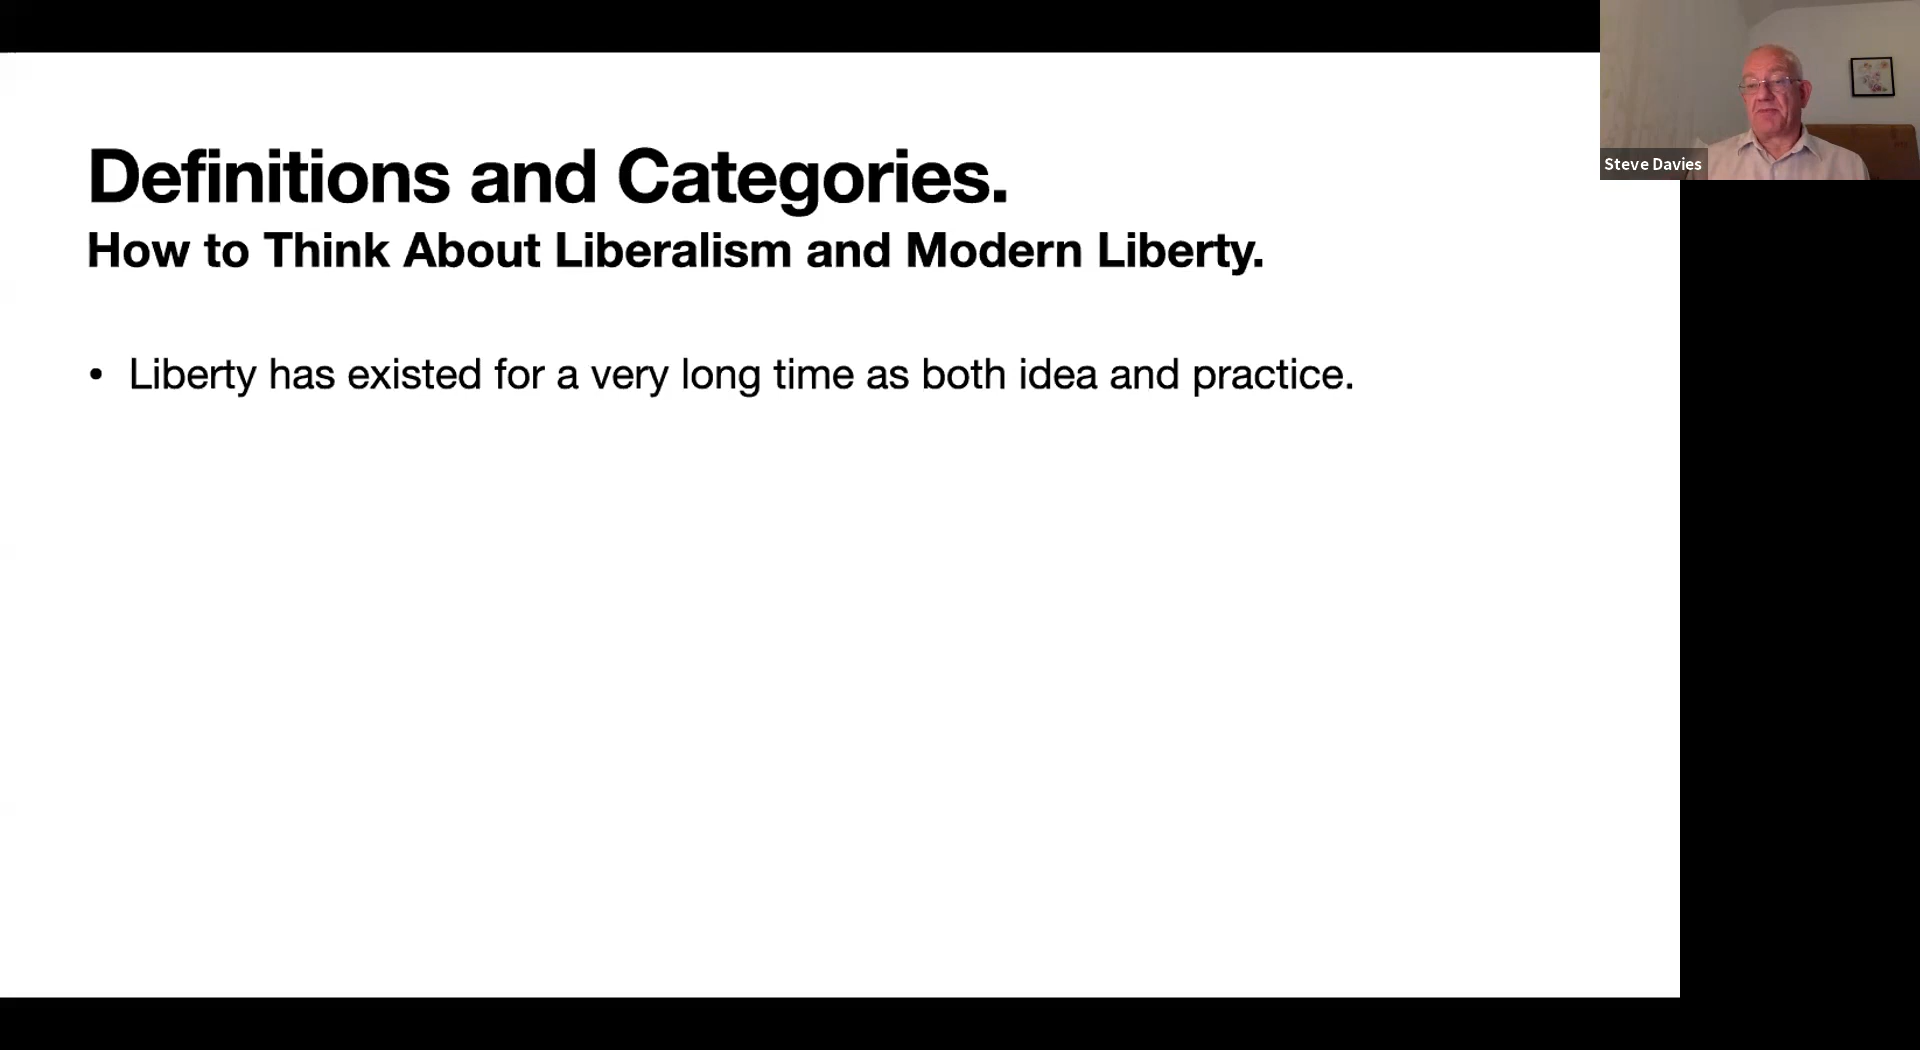 Definitions and Categories.
How to Think About Liberalism and Modern Liberty.
• Liberty has existed for a very long time as both idea and practice.
Steve Davies